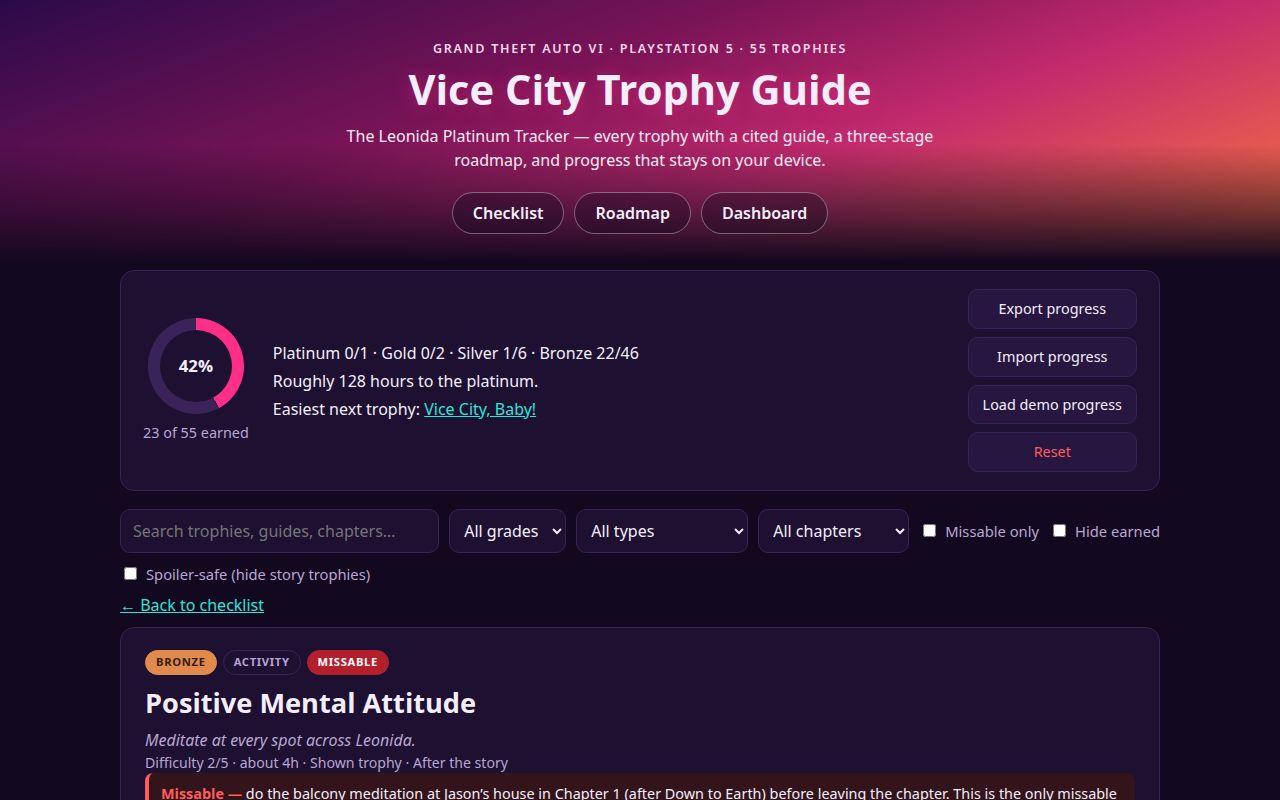 GRAND THEFT AUTO VI · PLAYSTATION 5 · 55 TROPHIES
Vice City Trophy Guide
The Leonida Platinum Tracker — every trophy with a cited guide, a three-stage
roadmap, and progress that stays on your device.
Checklist
Roadmap
Dashboard
42%
23 of 55 earned
Platinum 0/1 · Gold 0/2 · Silver 1/6 · Bronze 22/46
Roughly 128 hours to the platinum.
Easiest next trophy: Vice City, Baby!
Export progress
Import progress
Load demo progress
Reset
Search trophies, guides, chapters...
All grades
All types
All chapters
Missable only
Hide earned
Spoiler-safe (hide story trophies)
← Back to checklist
BRONZE
ACTIVITY
MISSABLE
Positive Mental Attitude
Meditate at every spot across Leonida.
Difficulty 2/5 · about 4h · Shown trophy · After the story
Missable — do the balcony meditation at Jason's house in Chapter 1 (after Down to Earth) before leaving the chapter. This is the only missable